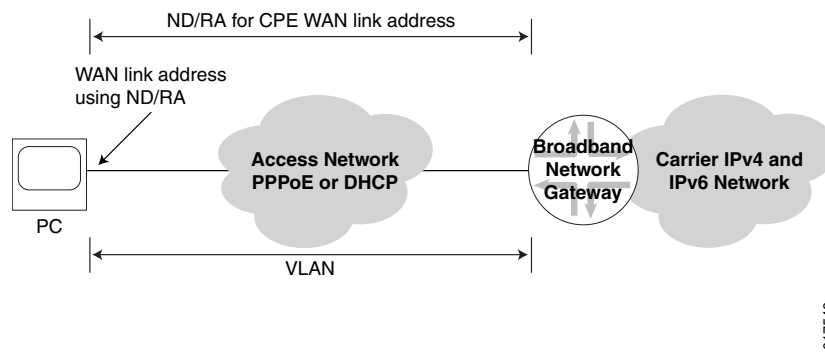 ND/RA for CPE WAN link address
WAN link address
using ND/RA
Access Network
PPPoE or DHCP
Broadband
Network
Gateway
Carrier IPv4 and
IPv6 Network
PC
VLAN